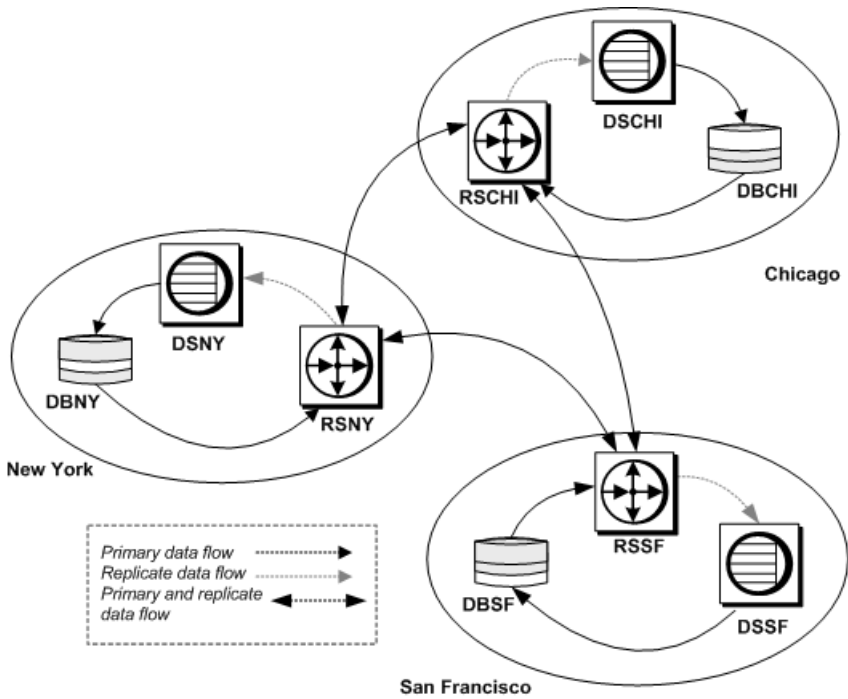 DSCHI
RSCHI
DBCHI
Chicago
DSNY
DBNY
RSNY
New York
RSSF
DBSF
DSSF
San Francisco
Primary data flow
Replicate data flow
Primary and replicate
data flow